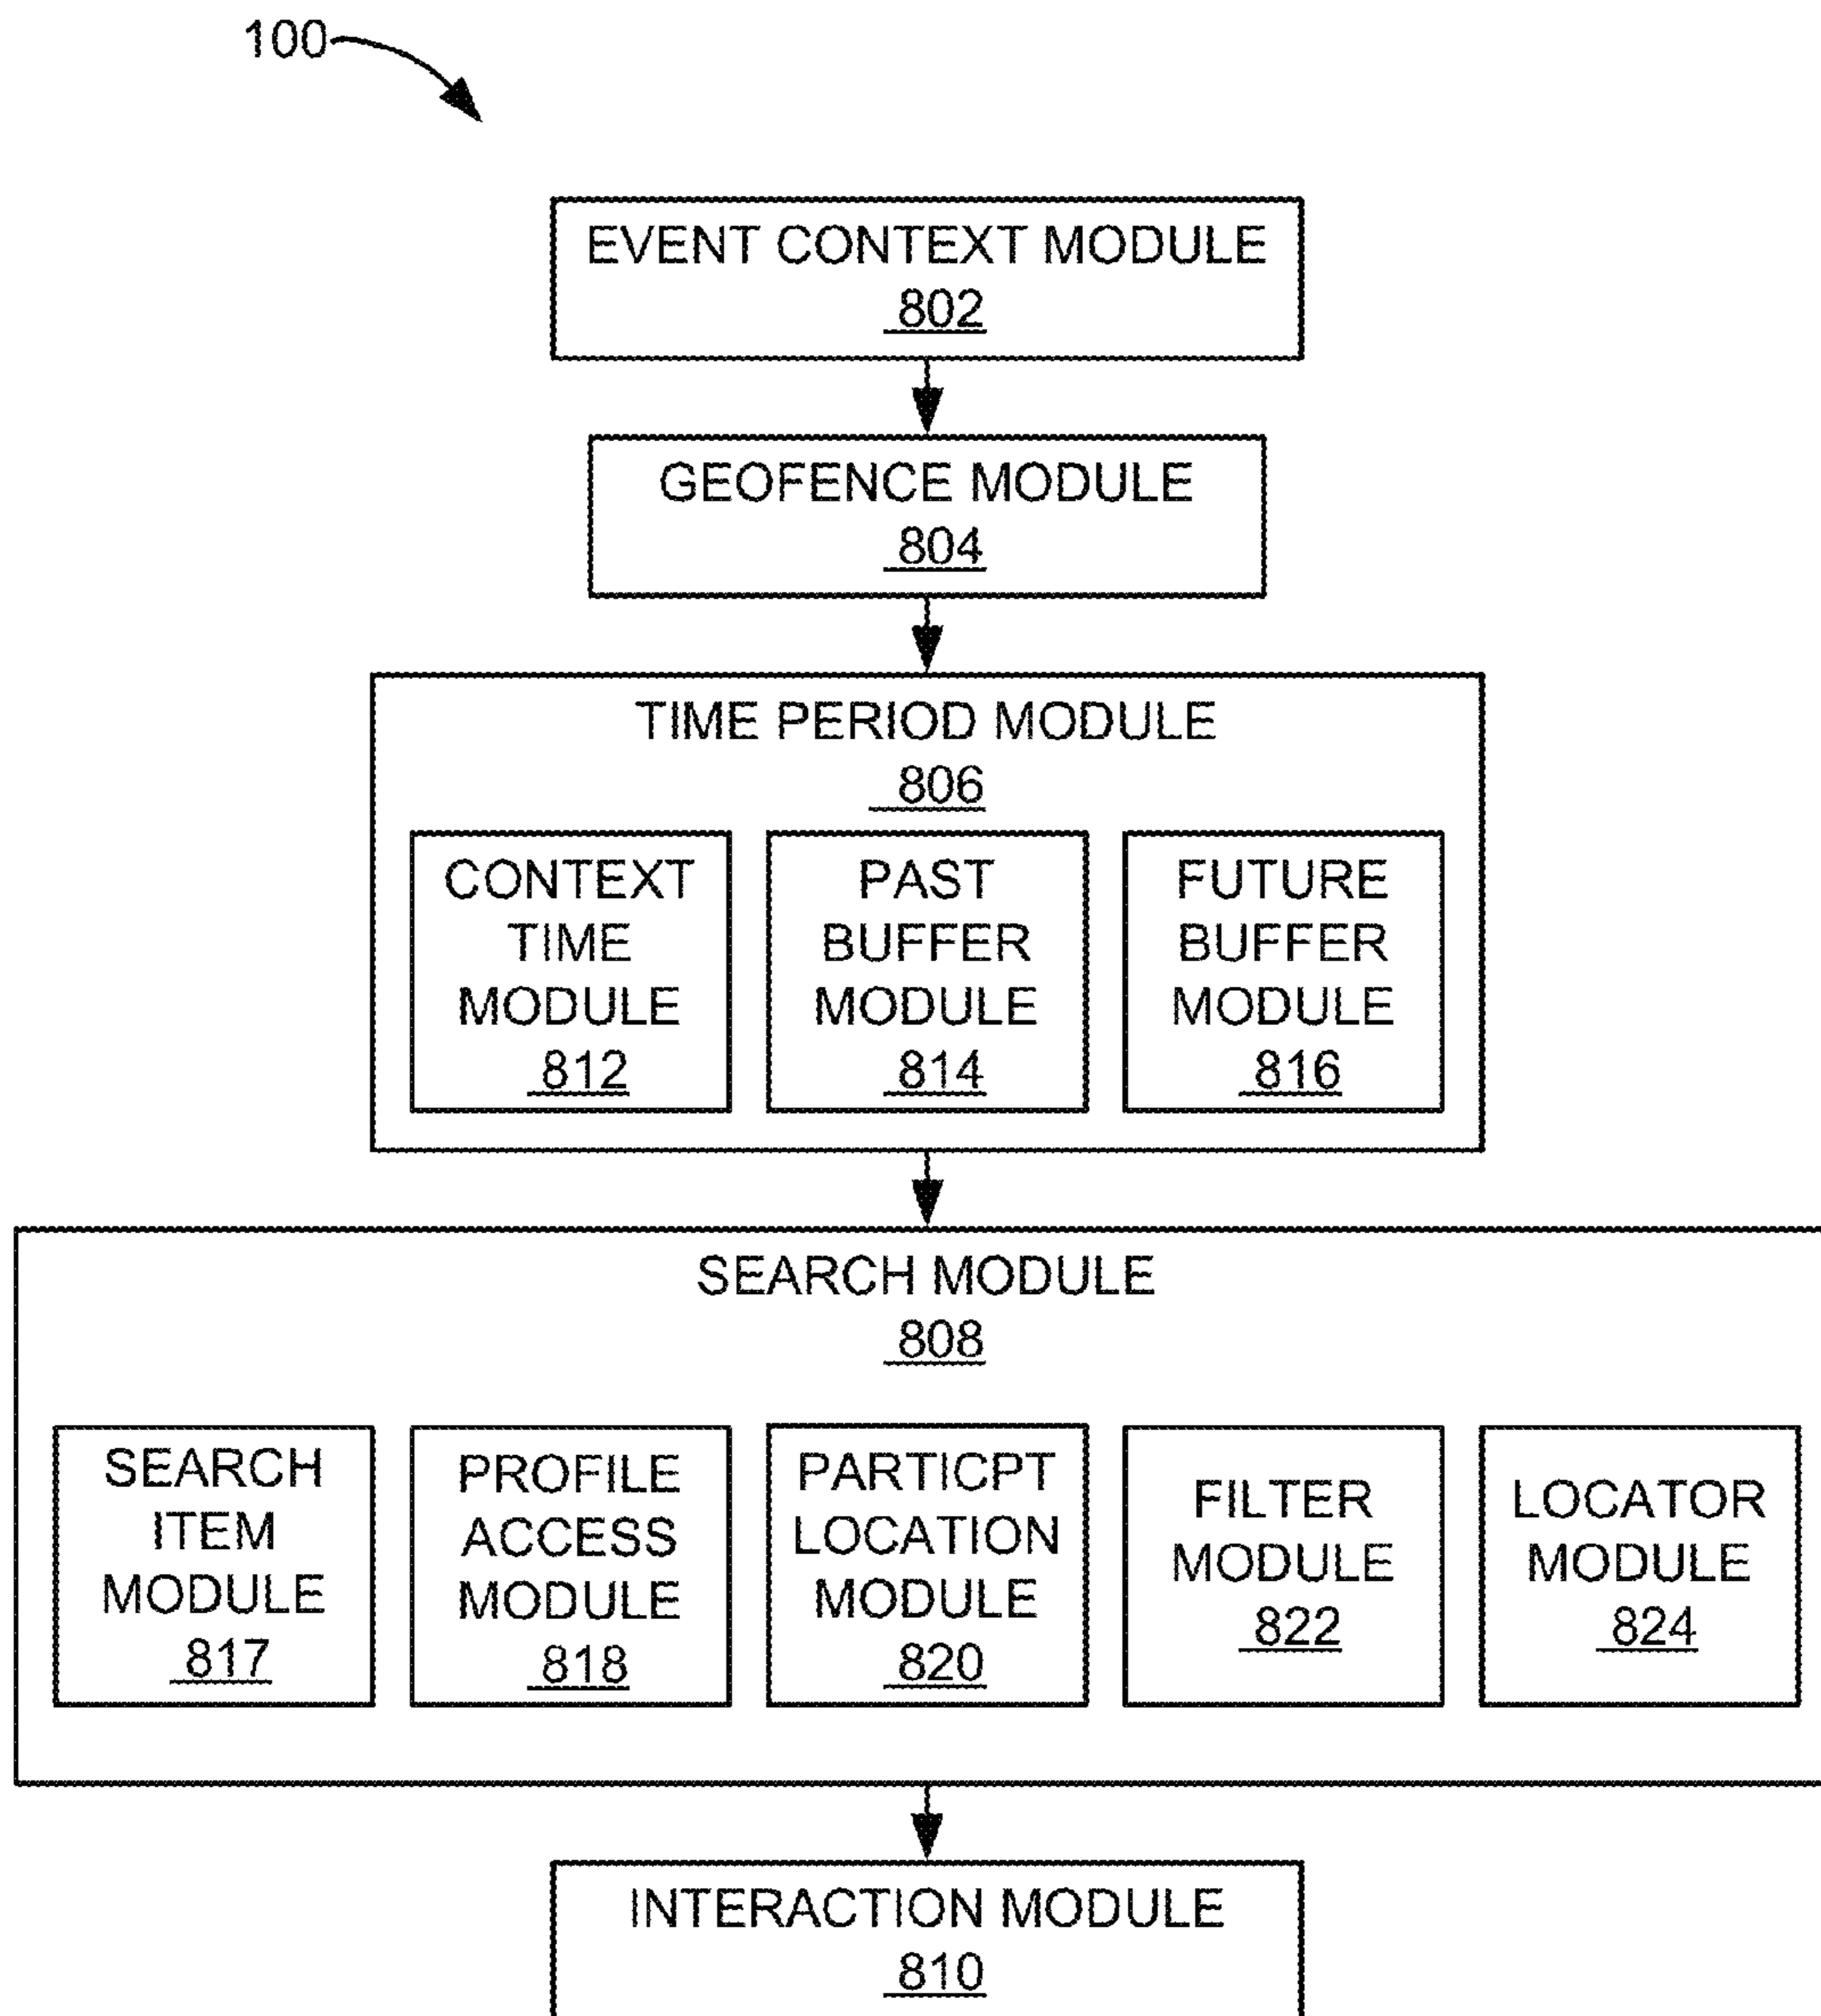 100
EVENT CONTEXT MODULE
802
GEOFENCE MODULE
804
TIME PERIOD MODULE
806
CONTEXT
TIME
MODULE
812
PAST
BUFFER
MODULE
814
FUTURE
BUFFER
MODULE
816
SEARCH MODULE
808
SEARCH
ITEM
MODULE
817
PROFILE
ACCESS
MODULE
818
PARTICPT
LOCATION
MODULE
820
FILTER
MODULE
822
LOCATOR
MODULE
824
INTERACTION MODULE
810